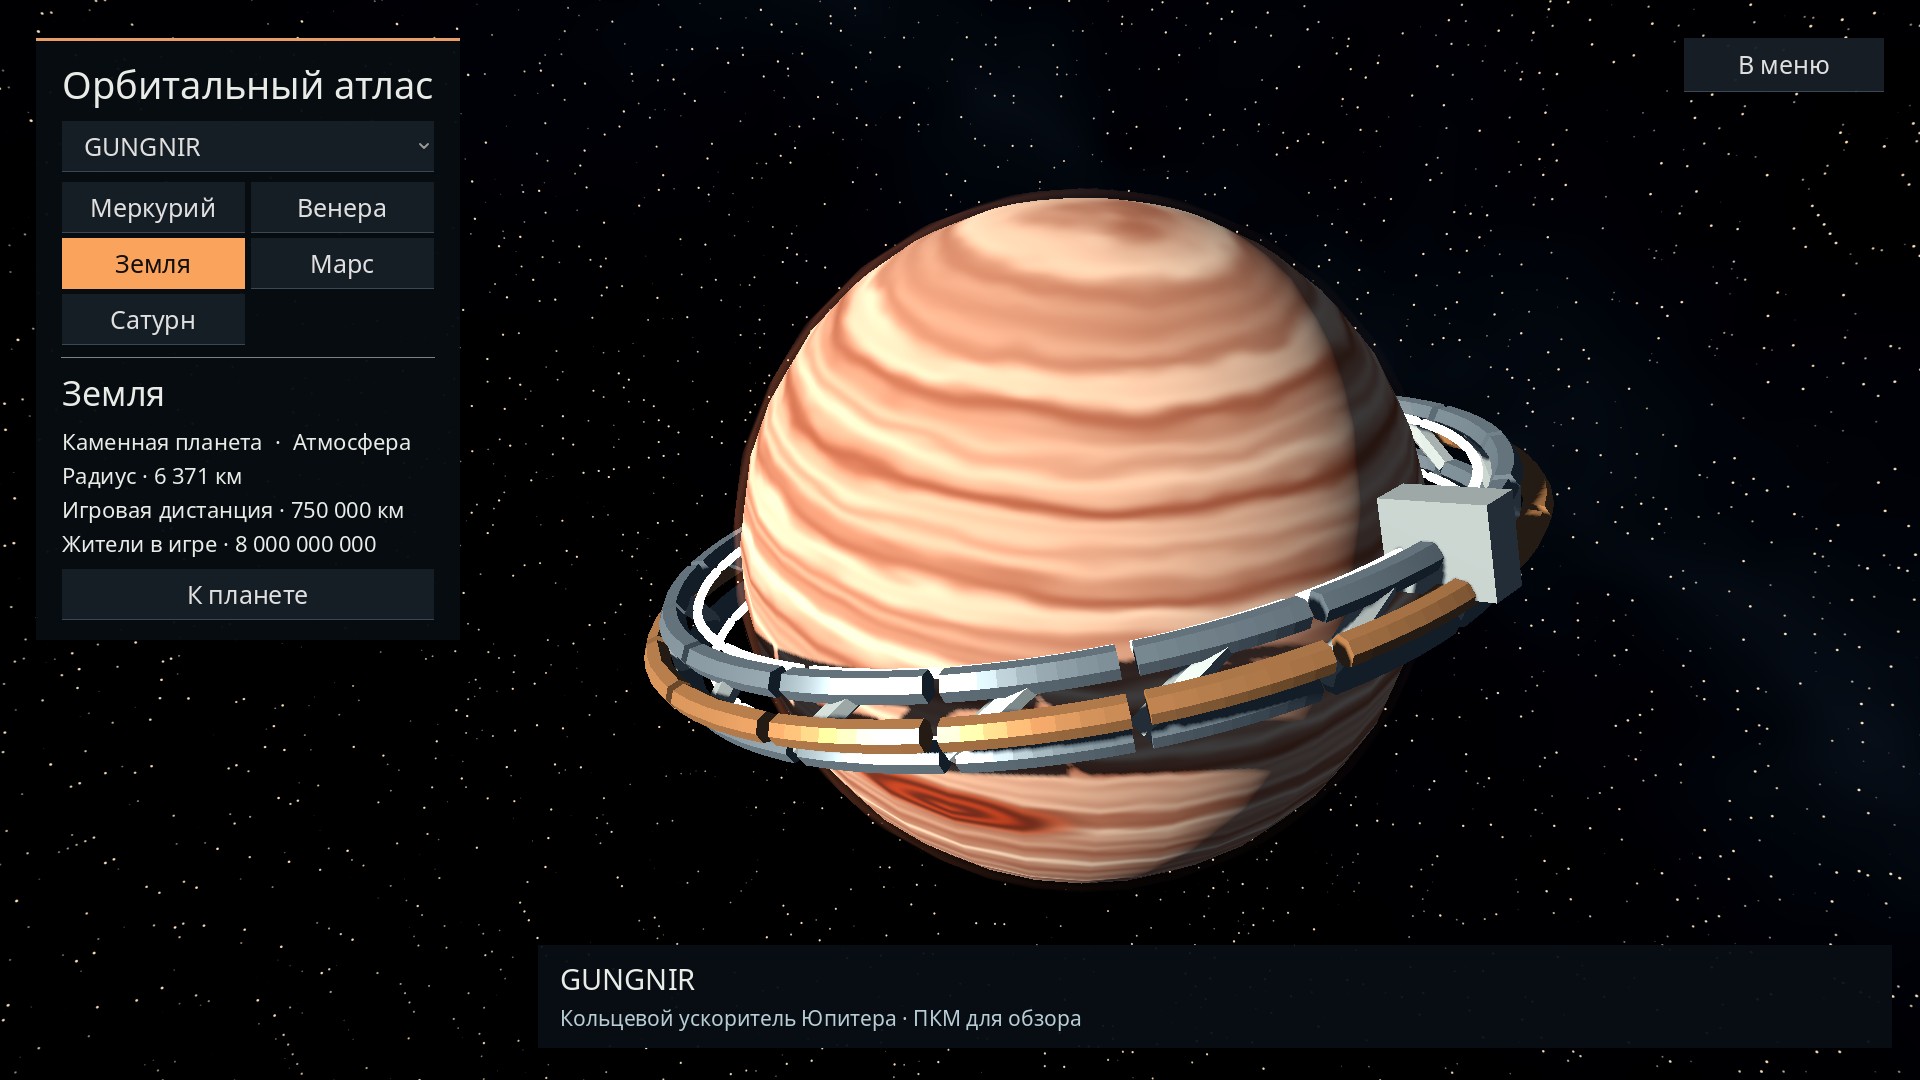 Орбитальный атлас
GUNGNIR
Меркурий
Венера
Земля
Марс
Сатурн
Земля
Каменная планета · Атмосфера
Радиус · 6 371 км
Игровая дистанция · 750 000 км
Жители в игре · 8 000 000 000
К планете
В меню
GUNGNIR
Кольцевой ускоритель Юпитера · ПКМ для обзора